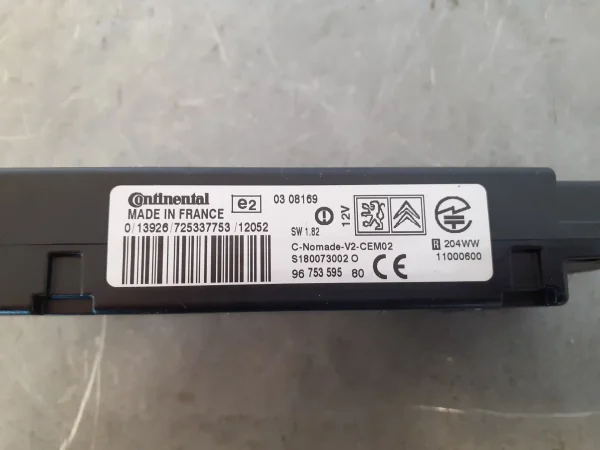 Continental
MADE IN FRANCE
e2
03 08169
0/13926/725337753/12052
SW 1.82
12V
C-Nomade-V2-CEM02
S180073002 O
96 753 595 80
CE
R 204WW
11000600